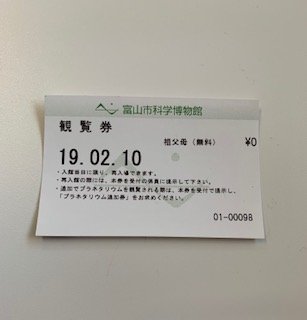 富山市科学博物館
観覧券
祖父母（無料） ¥0
19.02.10
・入館当日に限り、再入場できます。
・再入館の際には、本券を受付の係員に提示して下さい。
・追加でプラネタリウムを観覧される際は、本券を受付で提示し、
「プラネタリウム追加券」をお求めください。
01-00098